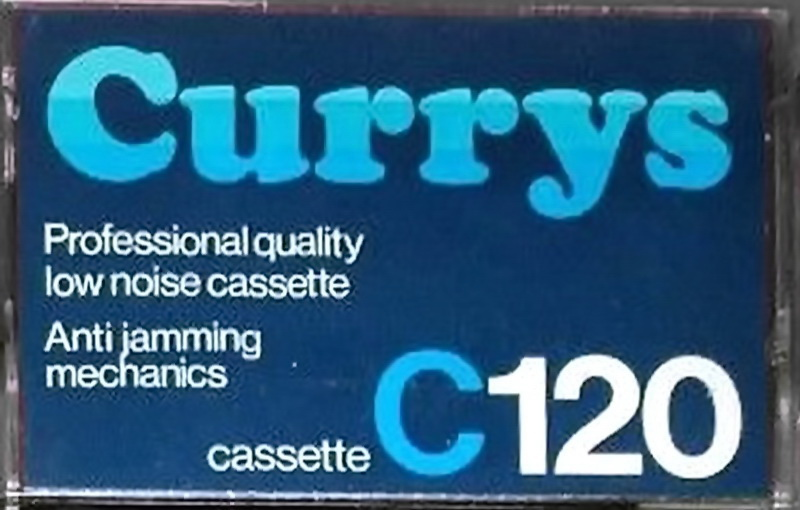 Currys
Professional quality
low noise cassette
Anti jamming
mechanics
cassette C120